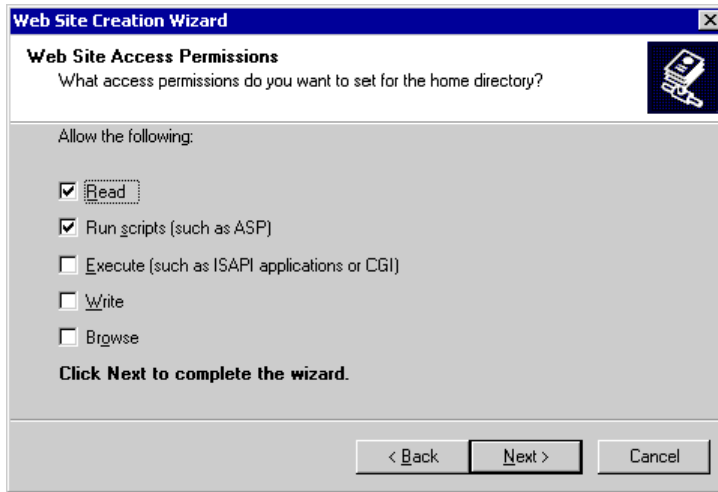 Web Site Creation Wizard
Web Site Access Permissions
What access permissions do you want to set for the home directory?
Allow the following:
Read
Run scripts (such as ASP)
Execute (such as ISAPI applications or CGI)
Write
Browse
Click Next to complete the wizard.
< Back Next > Cancel